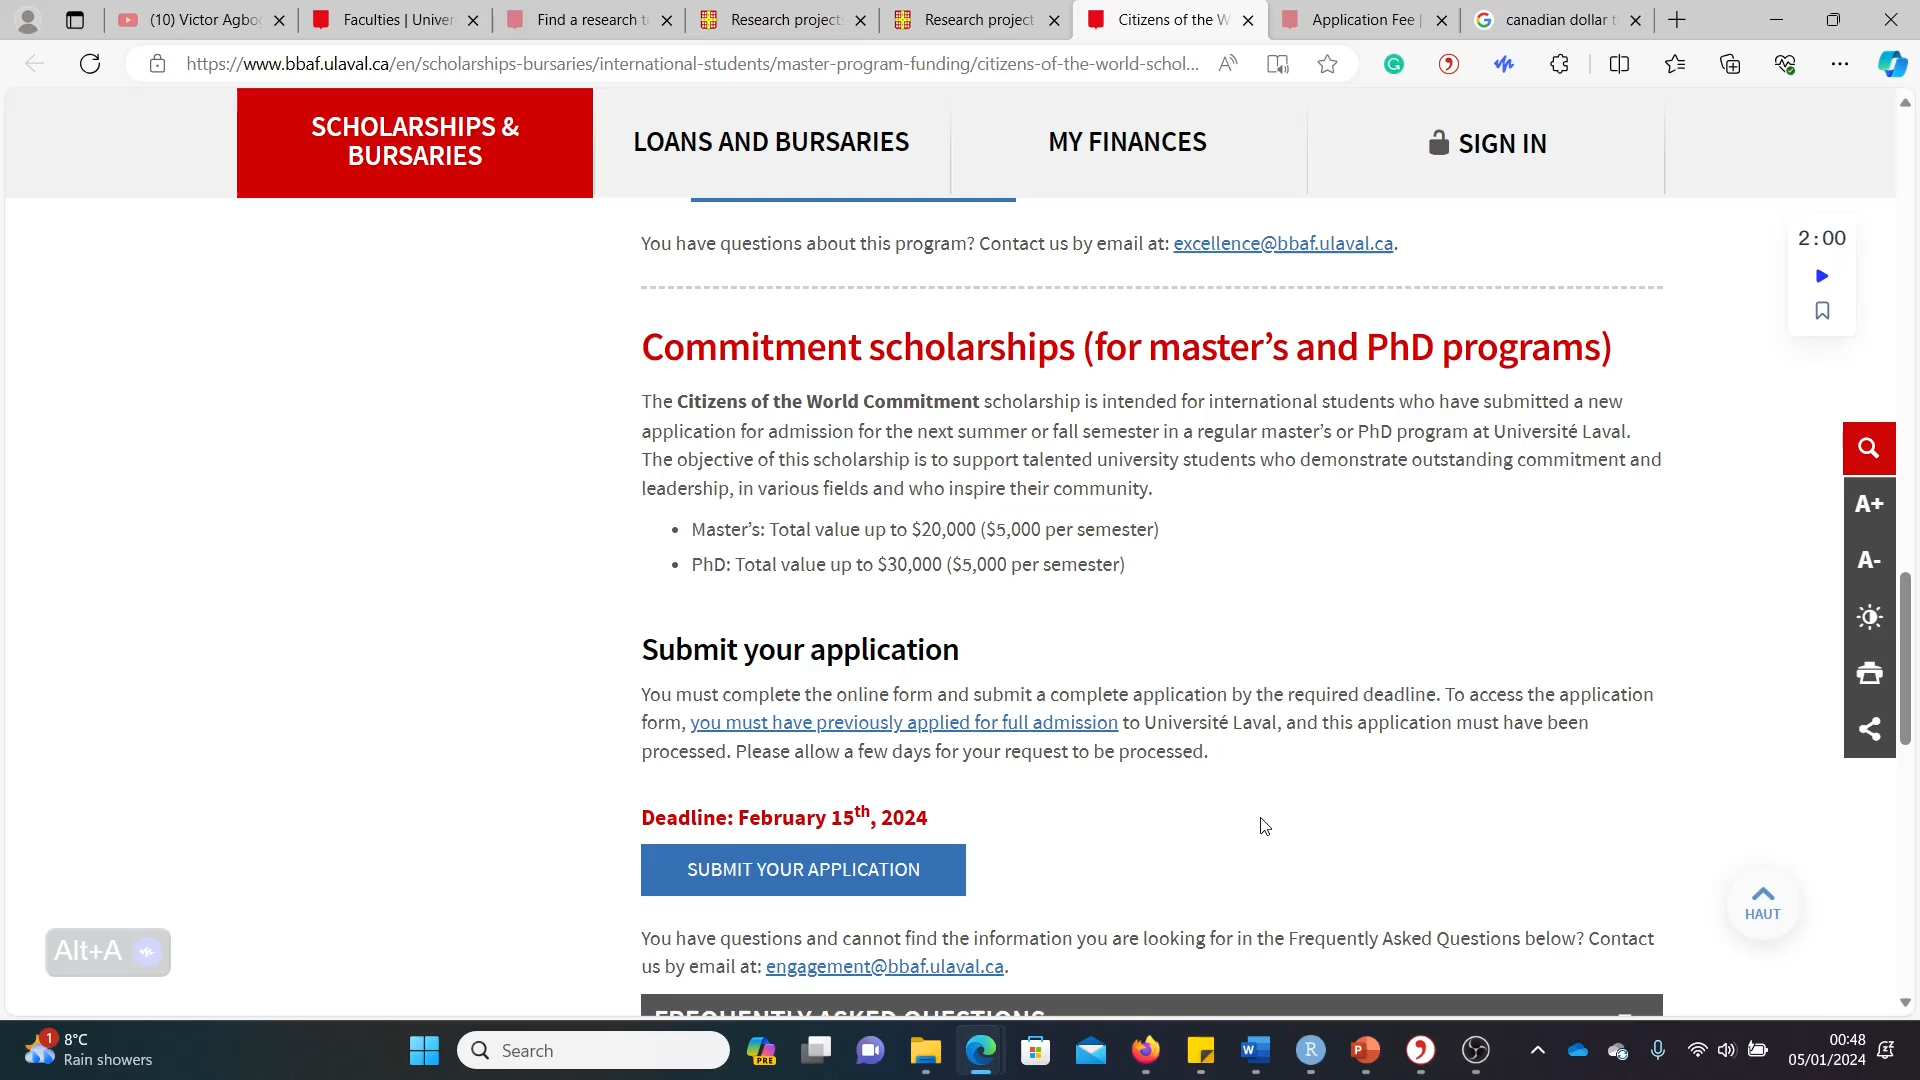 (10) Victor Agbo
Faculties | Univer
Find a research t
Research project
Research project
Citizens of the W
Application Fee |
canadian dollar t
https://www.bbaf.ulaval.ca/en/scholarships-bursaries/international-students/master-program-funding/citizens-of-the-world-schol...
SCHOLARSHIPS &
BURSARIES
LOANS AND BURSARIES
MY FINANCES
SIGN IN
You have questions about this program? Contact us by email at: excellence@bbaf.ulaval.ca.
2:00
Commitment scholarships (for master’s and PhD programs)
The Citizens of the World Commitment scholarship is intended for international students who have submitted a new
application for admission for the next summer or fall semester in a regular master’s or PhD program at Université Laval.
The objective of this scholarship is to support talented university students who demonstrate outstanding commitment and
leadership, in various fields and who inspire their community.
• Master’s: Total value up to $20,000 ($5,000 per semester)
• PhD: Total value up to $30,000 ($5,000 per semester)
A+
A-
Submit your application
You must complete the online form and submit a complete application by the required deadline. To access the application
form, you must have previously applied for full admission to Université Laval, and this application must have been
processed. Please allow a few days for your request to be processed.
Deadline: February 15th, 2024
SUBMIT YOUR APPLICATION
HAUT
You have questions and cannot find the information you are looking for in the Frequently Asked Questions below? Contact
us by email at: engagement@bbaf.ulaval.ca.
Alt+A
FREQUENTLY ASKED QUESTIONS
1
8°C
Rain showers
Search
PRE
00:48
05/01/2024